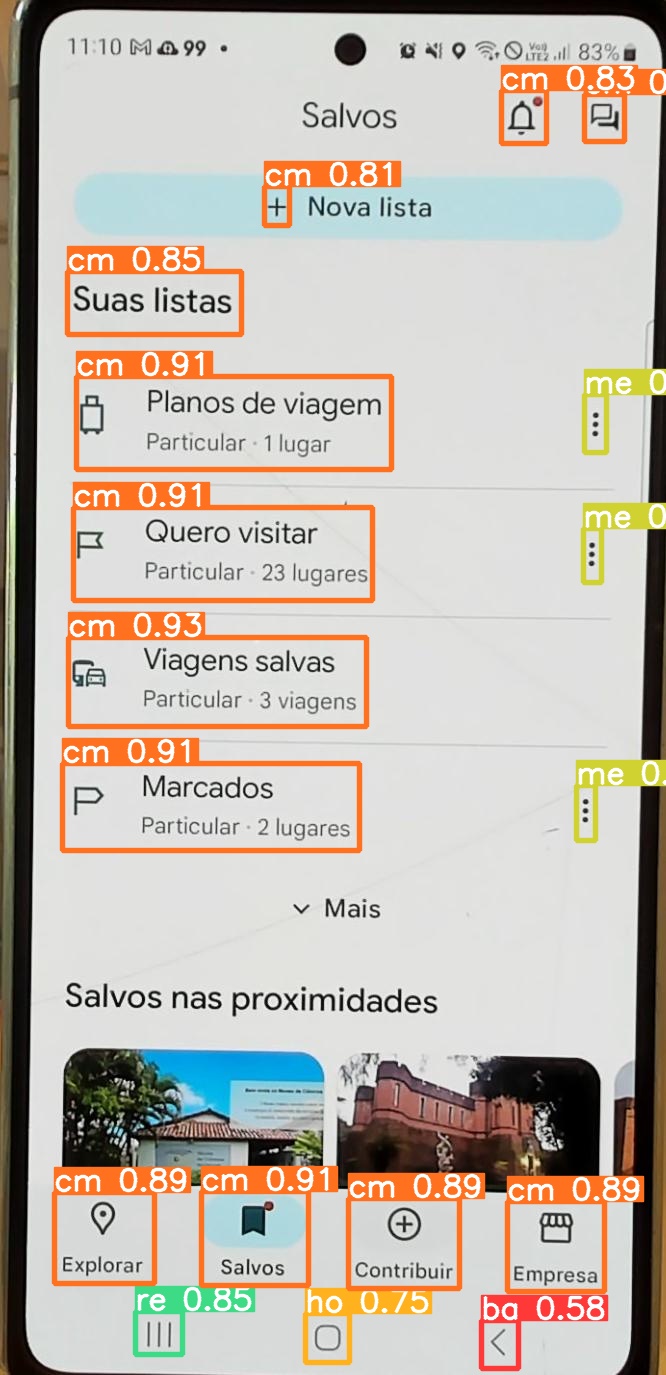 11:10 99 • Vo)) LTE2 83%
cm 0.83 0
Salvos
cm 0.81
+ Nova lista
cm 0.85
Suas listas
cm 0.91
Planos de viagem
me 0
Particular · 1 lugar
cm 0.91
Quero visitar
me 0
Particular · 23 lugares
cm 0.93
Viagens salvas
Particular · 3 viagens
cm 0.91
Marcados
me 0.
Particular · 2 lugares
Mais
Salvos nas proximidades
cm 0.89 cm 0.91 cm 0.89 cm 0.89
Explorar Salvos Contribuir Empresa
re 0.85 ho 0.75 ba 0.58